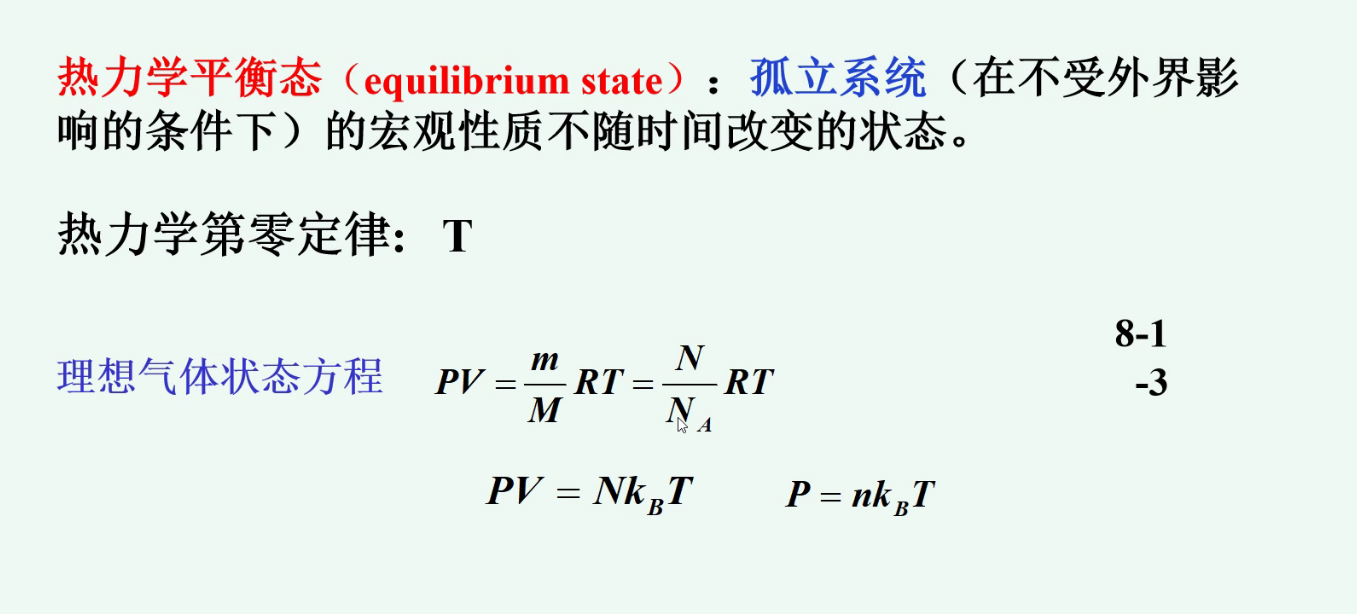 热力学平衡态（equilibrium state）：孤立系统（在不受外界影
响的条件下）的宏观性质不随时间改变的状态。
热力学第零定律: T
8-1
-3
理想气体状态方程 PV = m/M RT = N/N_A RT
PV = Nk_BT P = nk_BT